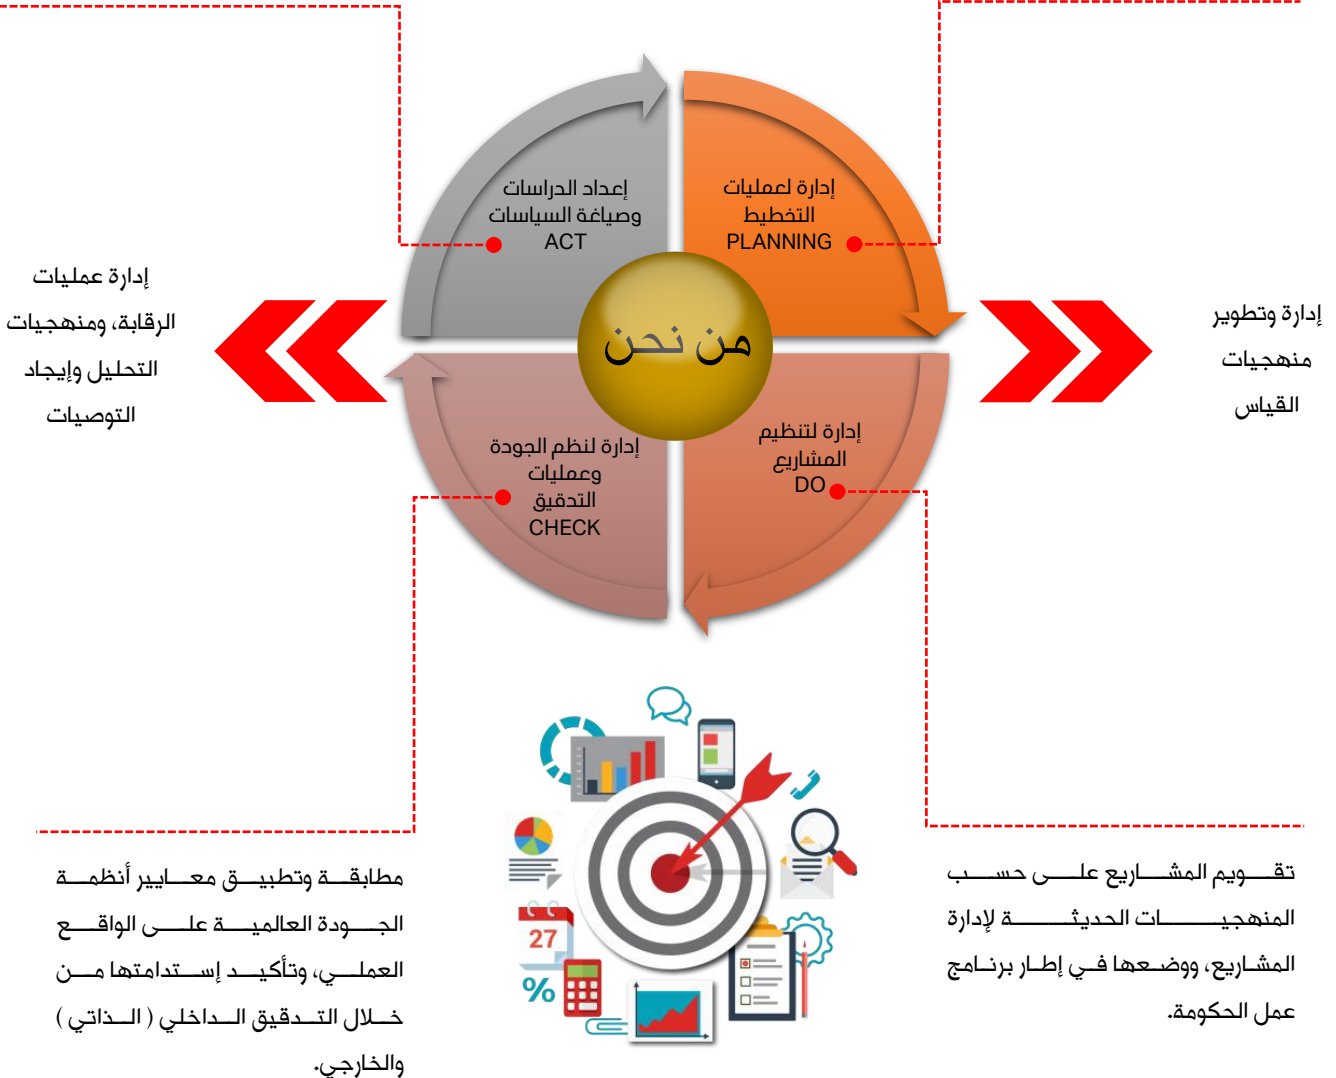 إدارة لعمليات
التخطيط
PLANNING
إعداد الدراسات
وصياغة السياسات
ACT
من نحن
إدارة وتطوير
منهجيات
القياس
إدارة عمليات
الرقابة، ومنهجيات
التحليل وإيجاد
التوصيات
إدارة لتنظيم
المشاريع
DO
إدارة لنظم الجودة
وعمليات
التدقيق
CHECK
تقويم المشاريع على حسب
المنهجيات الحديثة لإدارة
المشاريع، ووضعها في إطار برنامج
عمل الحكومة.
مطابقة وتطبيق معايير أنظمة
الجودة العالمية على الواقع
العملي، وتأكيد إستدامتها من
خلال التدقيق الداخلي ( الذاتي )
والخارجي.
27
%